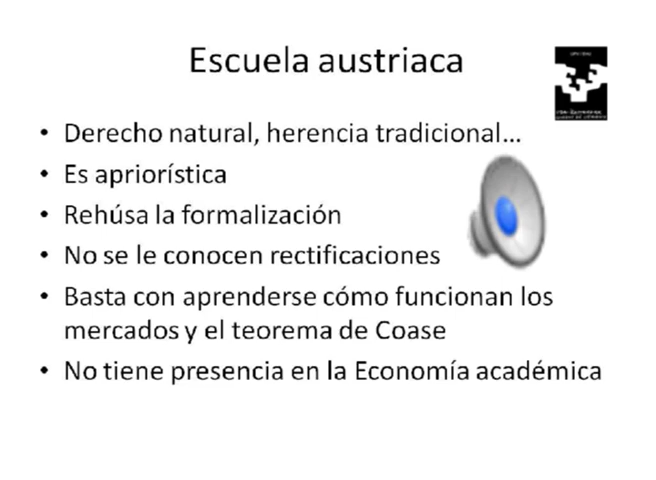 Escuela austriaca
• Derecho natural, herencia tradicional...
• Es apriorística
• Rehúsa la formalización
• No se le conocen rectificaciones
• Basta con aprenderse cómo funcionan los
mercados y el teorema de Coase
• No tiene presencia en la Economía académica